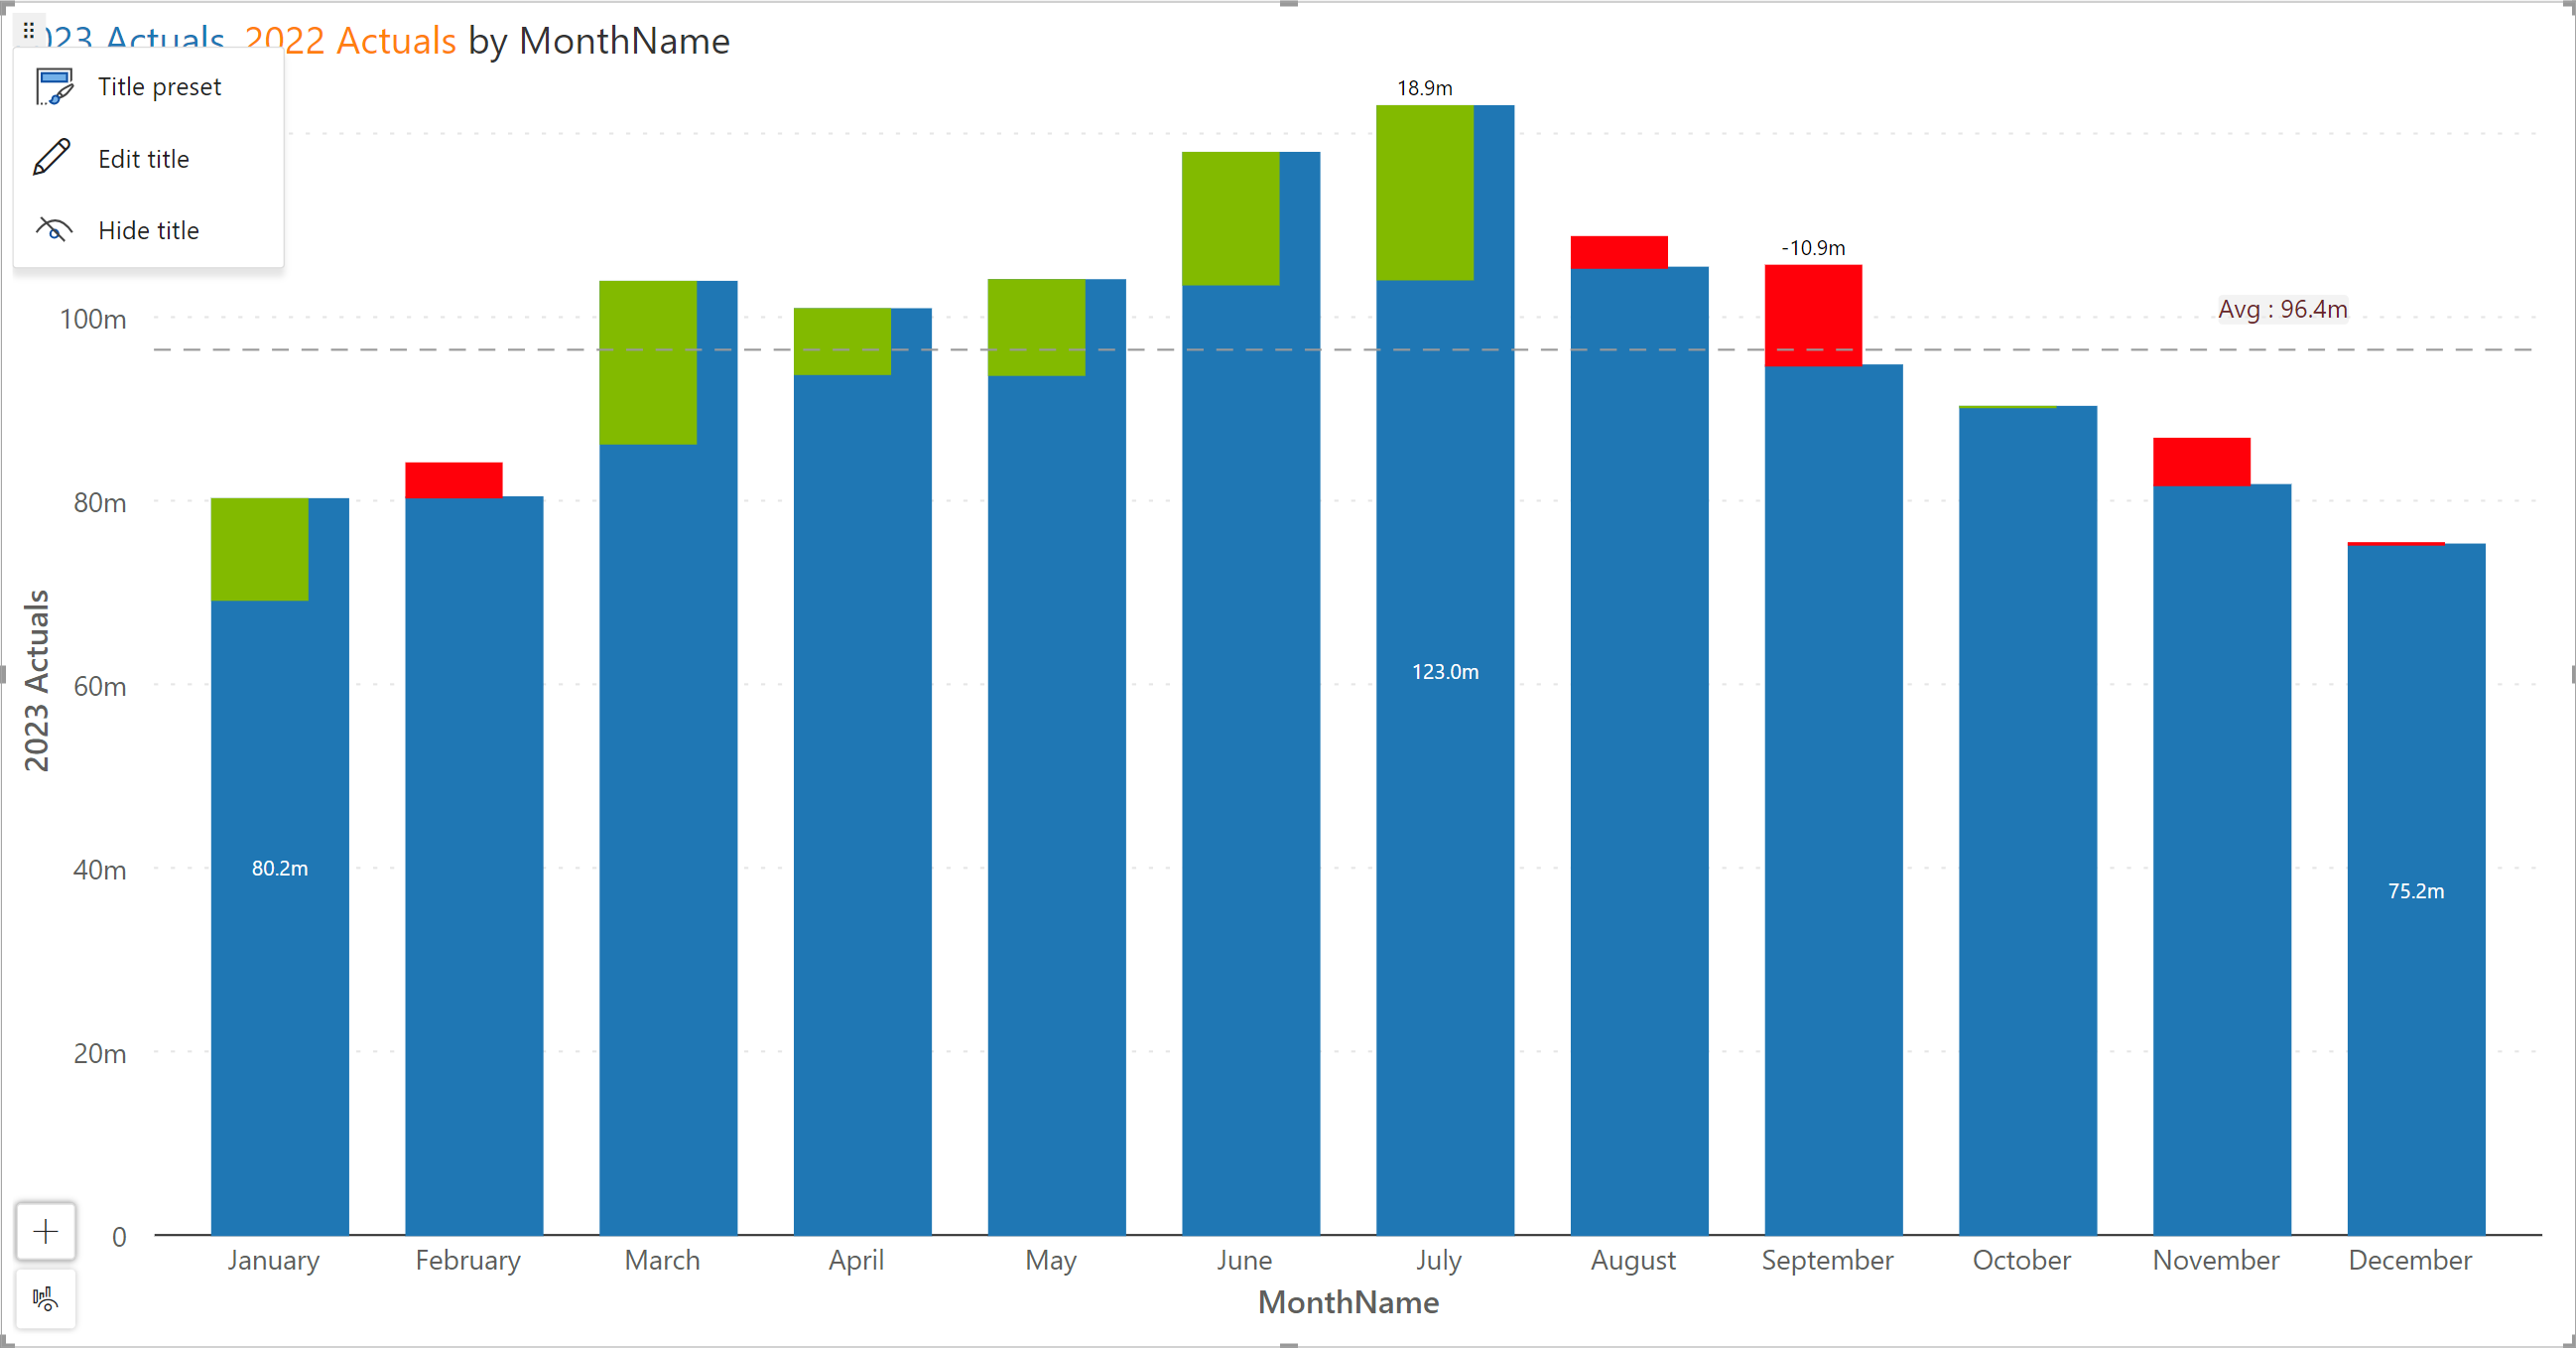 023 Actuals, 2022 Actuals by MonthName
Title preset
Edit title
Hide title
18.9m
-10.9m
Avg : 96.4m
100m
80m
60m
40m
20m
0
2023 Actuals
80.2m
123.0m
75.2m
January February March April May June July August September October November December
MonthName